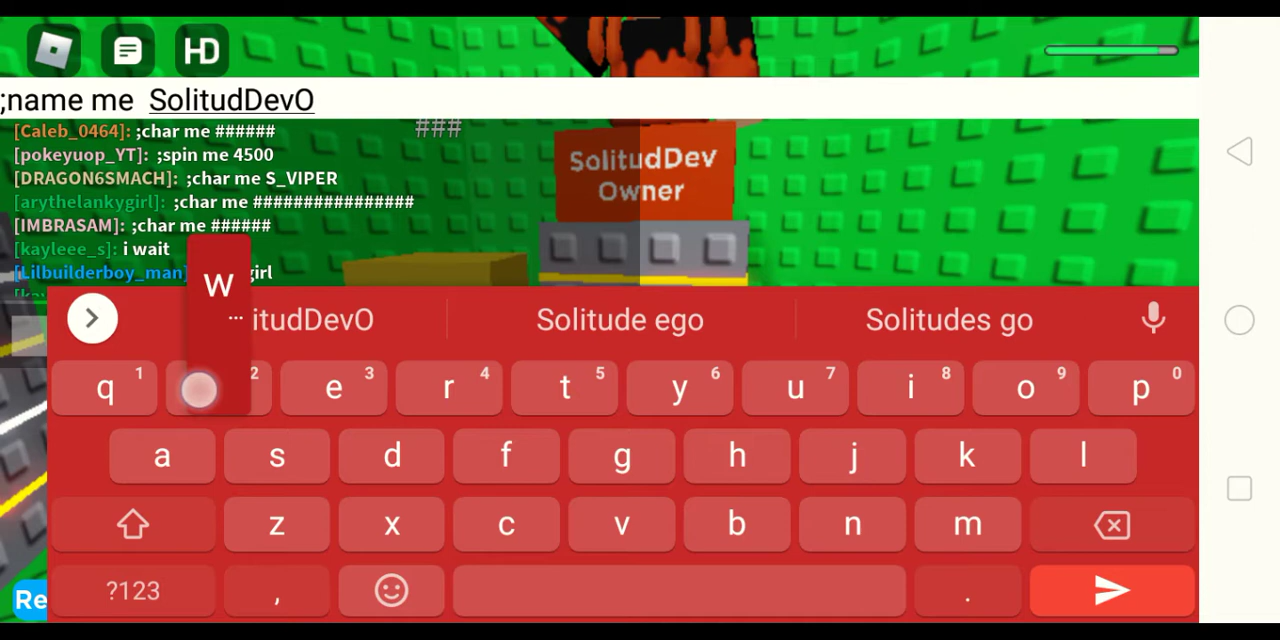 HD
;name me SolitudDevO
[Caleb_0464]: ;char me ######
###
[pokeyuop_YT]: ;spin me 4500
[DRAGON6SMACH]: ;char me S_VIPER
[arythelankygirl]: ;char me ###############
[IMBRASAM]: ;char me ######
[kayleee_s]: i wait
[Lilbuilderboy_man] girl
SolitudDev
Owner
w
...
itudDevO Solitude ego Solitudes go
q 1 2 e 3 r 4 t 5 y 6 u 7 i 8 o 9 p 0
a s d f g h j k l
z x c v b n m
?123 , .
Re